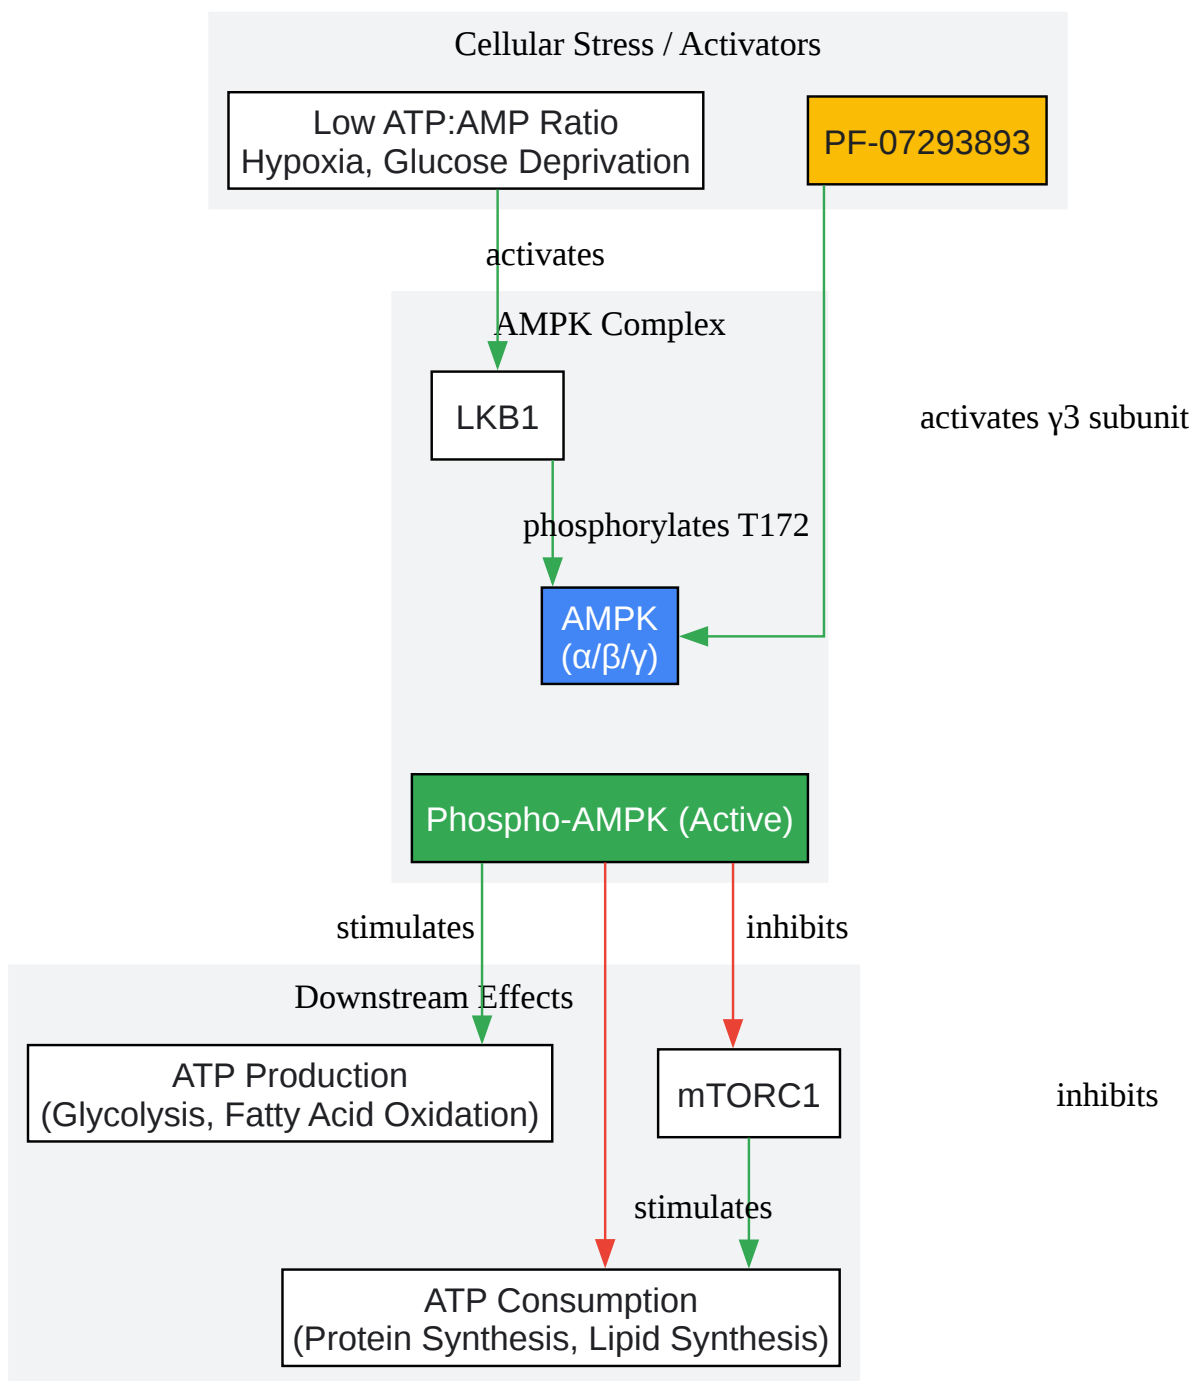 Cellular Stress / Activators
Low ATP:AMP Ratio
Hypoxia, Glucose Deprivation
PF-07293893
activates
AMPK Complex
LKB1
activates γ3 subunit
phosphorylates T172
AMPK
(α/β/γ)
Phospho-AMPK (Active)
stimulates
inhibits
Downstream Effects
ATP Production
(Glycolysis, Fatty Acid Oxidation)
mTORC1
inhibits
stimulates
ATP Consumption
(Protein Synthesis, Lipid Synthesis)